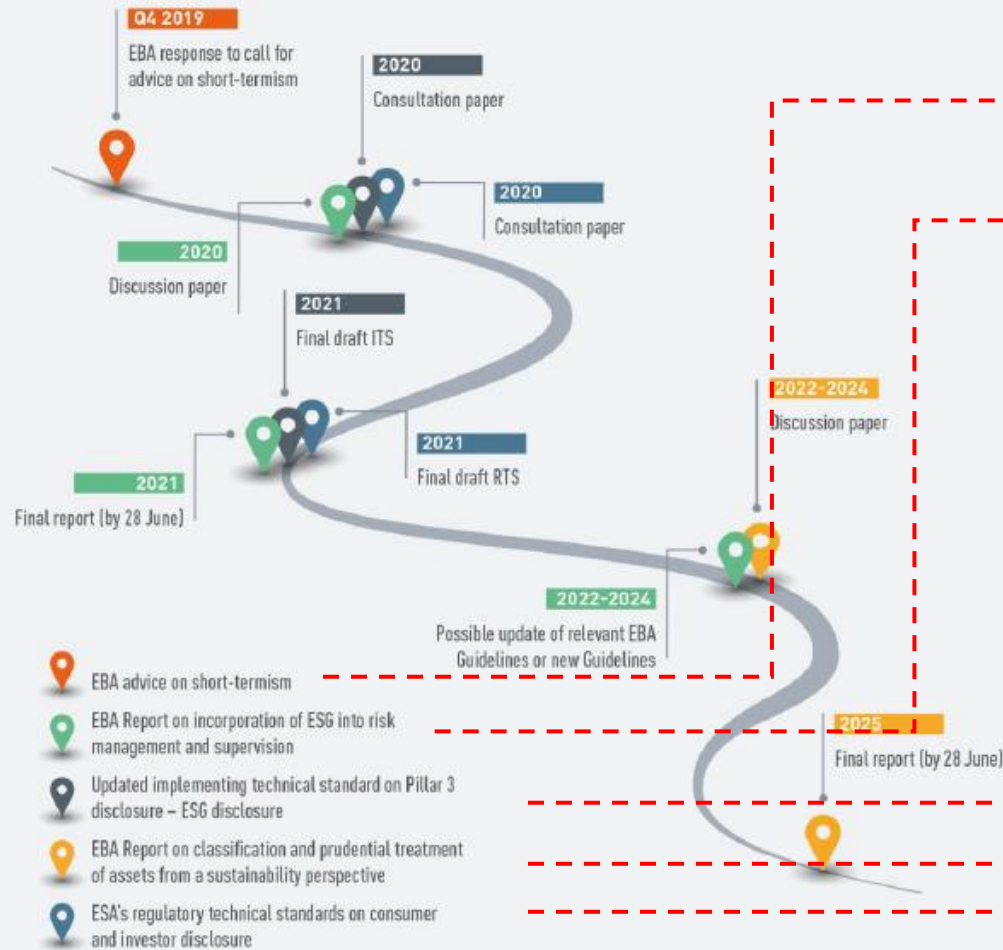 Q4 2019
EBA response to call for
advice on short-termism
2020
Consultation paper
2020
Consultation paper
2020
Discussion paper
2021
Final draft ITS
2021
Final draft RTS
2021
Final report (by 28 June)
2022-2024
Discussion paper
2022-2024
Possible update of relevant EBA
Guidelines or new Guidelines
2025
Final report (by 28 June)
EBA advice on short-termism
EBA Report on incorporation of ESG into risk
management and supervision
Updated implementing technical standard on Pillar 3
disclosure – ESG disclosure
EBA Report on classification and prudential treatment
of assets from a sustainability perspective
ESA's regulatory technical standards on consumer
and investor disclosure